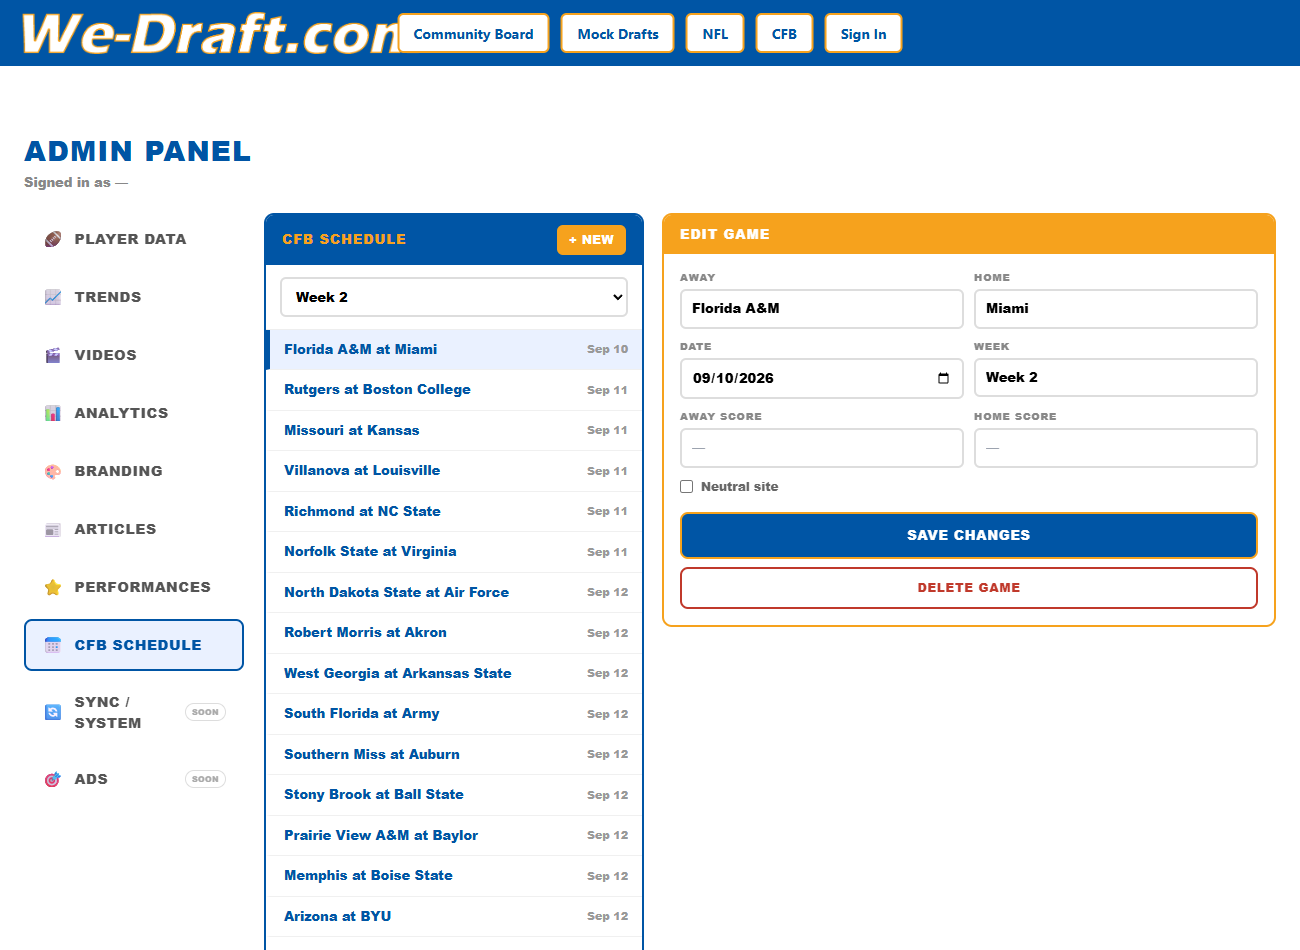 We-Draft.com
Community Board
Mock Drafts
NFL
CFB
Sign In
ADMIN PANEL
Signed in as —
PLAYER DATA
TRENDS
VIDEOS
ANALYTICS
BRANDING
ARTICLES
PERFORMANCES
CFB SCHEDULE
SYNC /
SYSTEM
SOON
ADS
SOON
CFB SCHEDULE
+ NEW
Week 2
Florida A&M at Miami Sep 10
Rutgers at Boston College Sep 11
Missouri at Kansas Sep 11
Villanova at Louisville Sep 11
Richmond at NC State Sep 11
Norfolk State at Virginia Sep 11
North Dakota State at Air Force Sep 12
Robert Morris at Akron Sep 12
West Georgia at Arkansas State Sep 12
South Florida at Army Sep 12
Southern Miss at Auburn Sep 12
Stony Brook at Ball State Sep 12
Prairie View A&M at Baylor Sep 12
Memphis at Boise State Sep 12
Arizona at BYU Sep 12
EDIT GAME
AWAY
Florida A&M
HOME
Miami
DATE
09/10/2026
WEEK
Week 2
AWAY SCORE
—
HOME SCORE
—
Neutral site
SAVE CHANGES
DELETE GAME